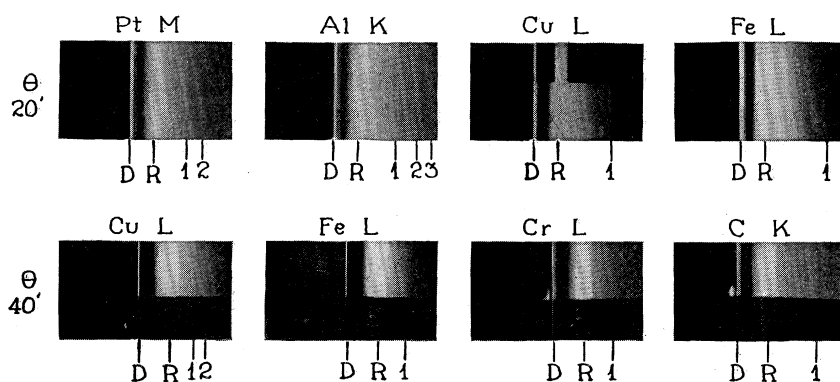 Pt M Al K Cu L Fe L
θ 20'
D R 1 2 D R 1 2 3 D R 1 D R 1
Cu L Fe L Cr L C K
θ 40'
D R 1 2 D R 1 D R 1 D R 1